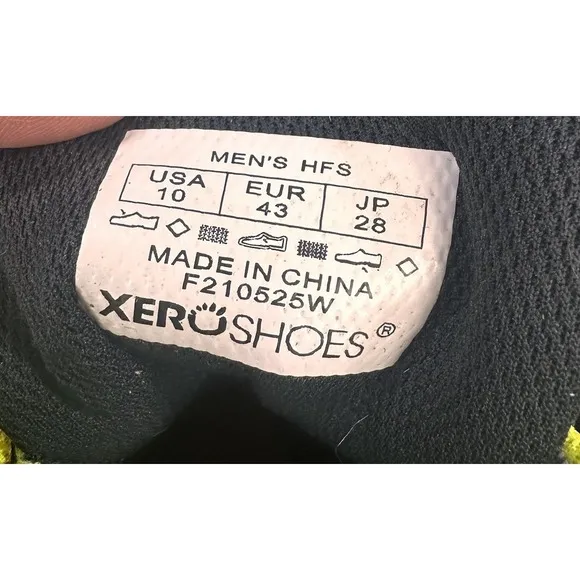 MEN'S HFS
USA EUR JP
10 43 28
MADE IN CHINA
F210525W
XEROSHOES®